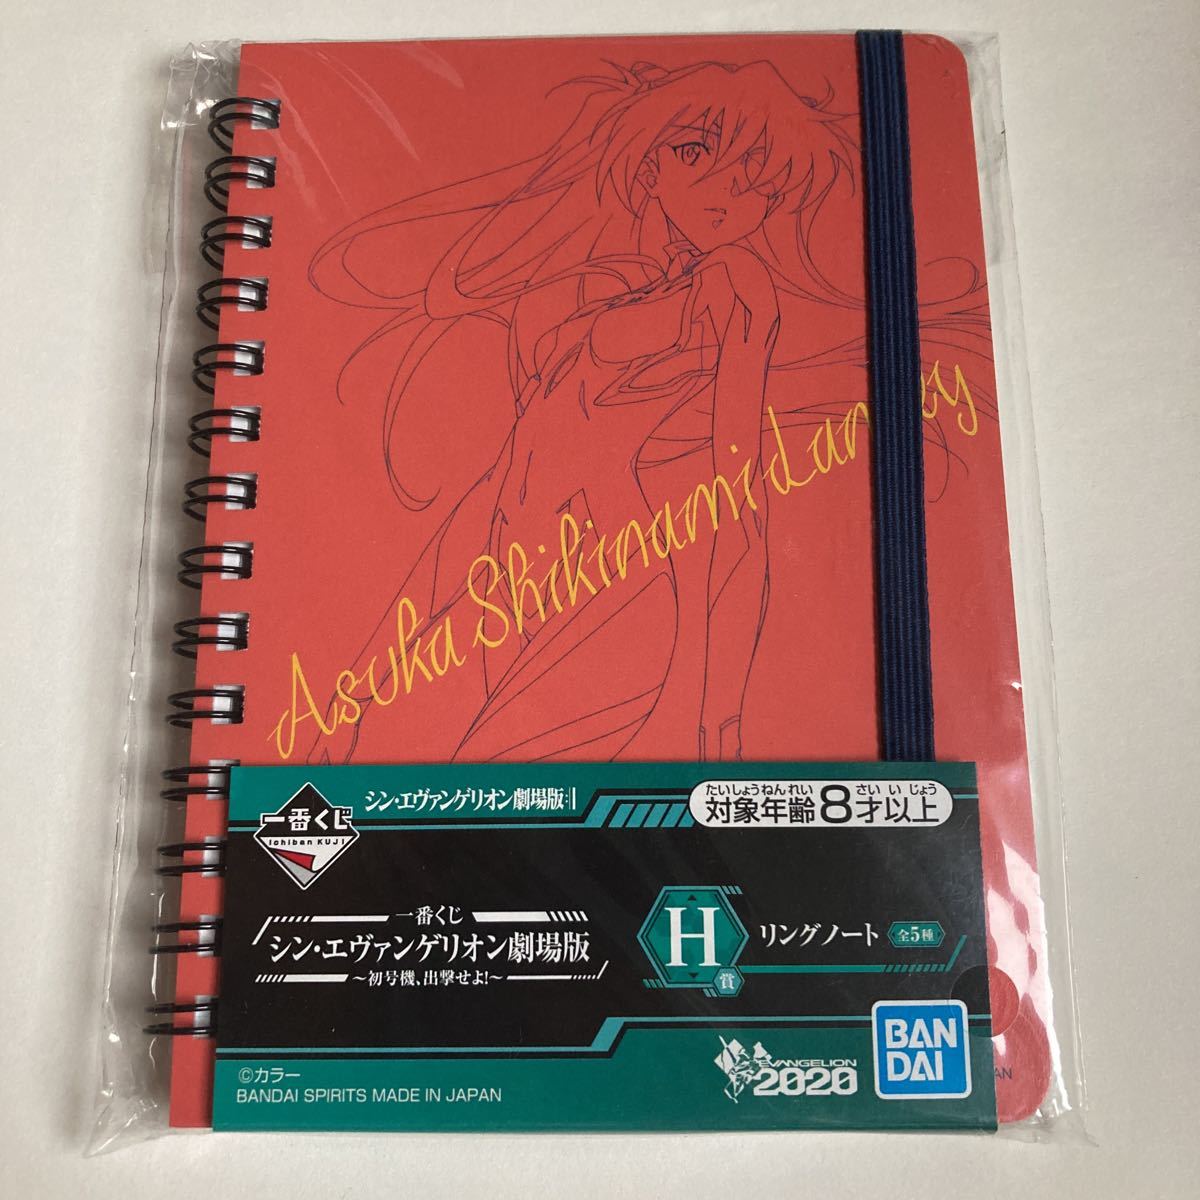 Asuka Shikinami Langley
一番くじ
Ichiban KUJI
シン・エヴァンゲリオン劇場版:||
たいしょうねんれい さい い じょう
対象年齢8才以上
一番くじ
シン・エヴァンゲリオン劇場版
～初号機、出撃せよ!～
H
賞
リングノート
全5種
©カラー
BANDAI SPIRITS MADE IN JAPAN
EVANGELION
2020
BAN
DAI
AN